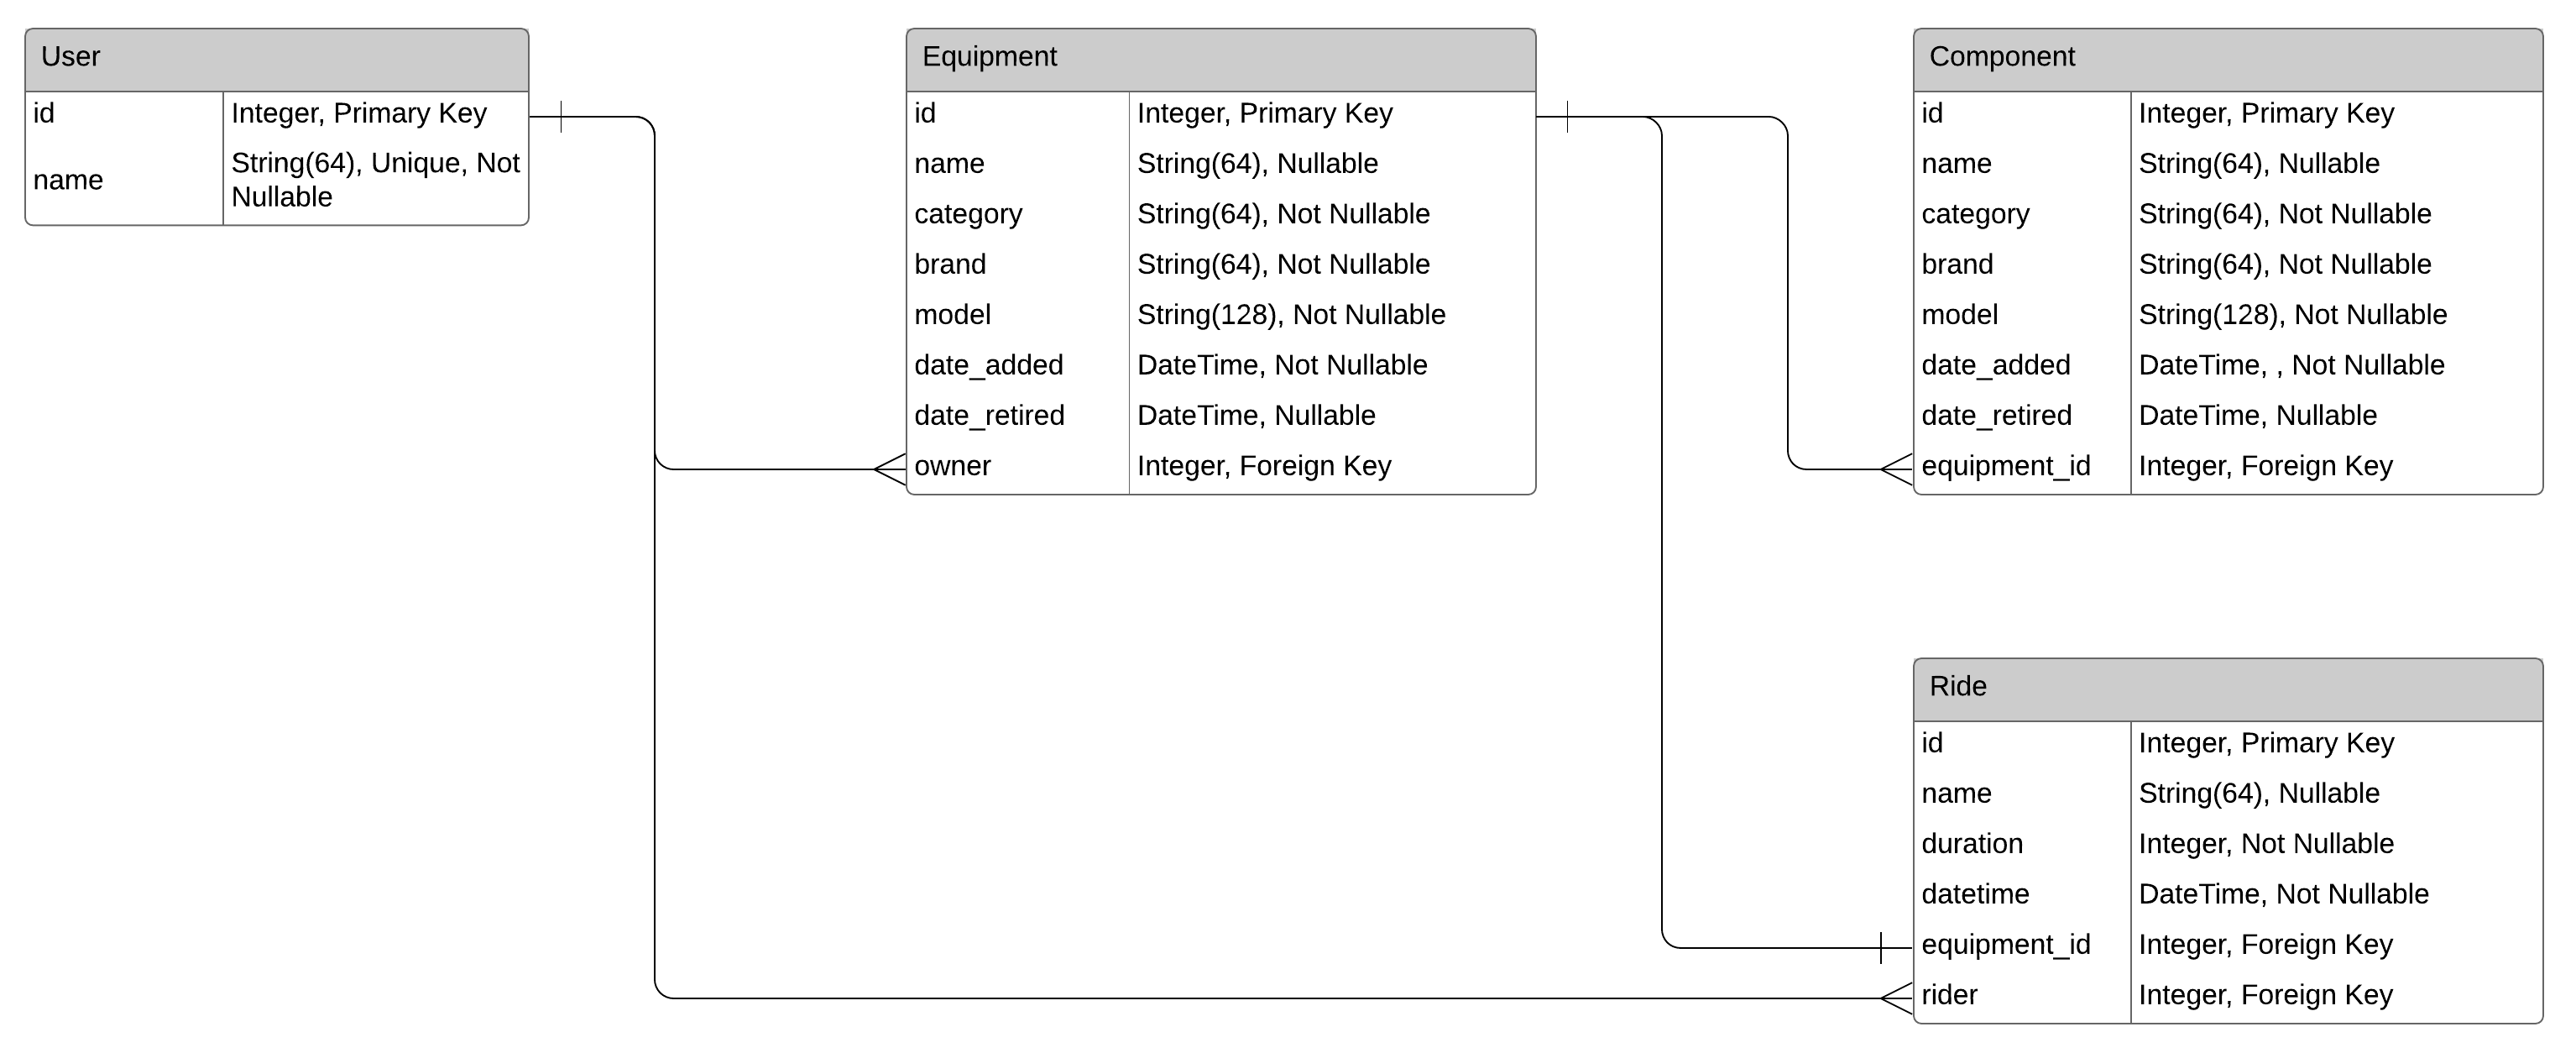 User
id Integer, Primary Key
name String(64), Unique, Not
Nullable
Equipment
id Integer, Primary Key
name String(64), Nullable
category String(64), Not Nullable
brand String(64), Not Nullable
model String(128), Not Nullable
date_added DateTime, Not Nullable
date_retired DateTime, Nullable
owner Integer, Foreign Key
Component
id Integer, Primary Key
name String(64), Nullable
category String(64), Not Nullable
brand String(64), Not Nullable
model String(128), Not Nullable
date_added DateTime, , Not Nullable
date_retired DateTime, Nullable
equipment_id Integer, Foreign Key
Ride
id Integer, Primary Key
name String(64), Nullable
duration Integer, Not Nullable
datetime DateTime, Not Nullable
equipment_id Integer, Foreign Key
rider Integer, Foreign Key